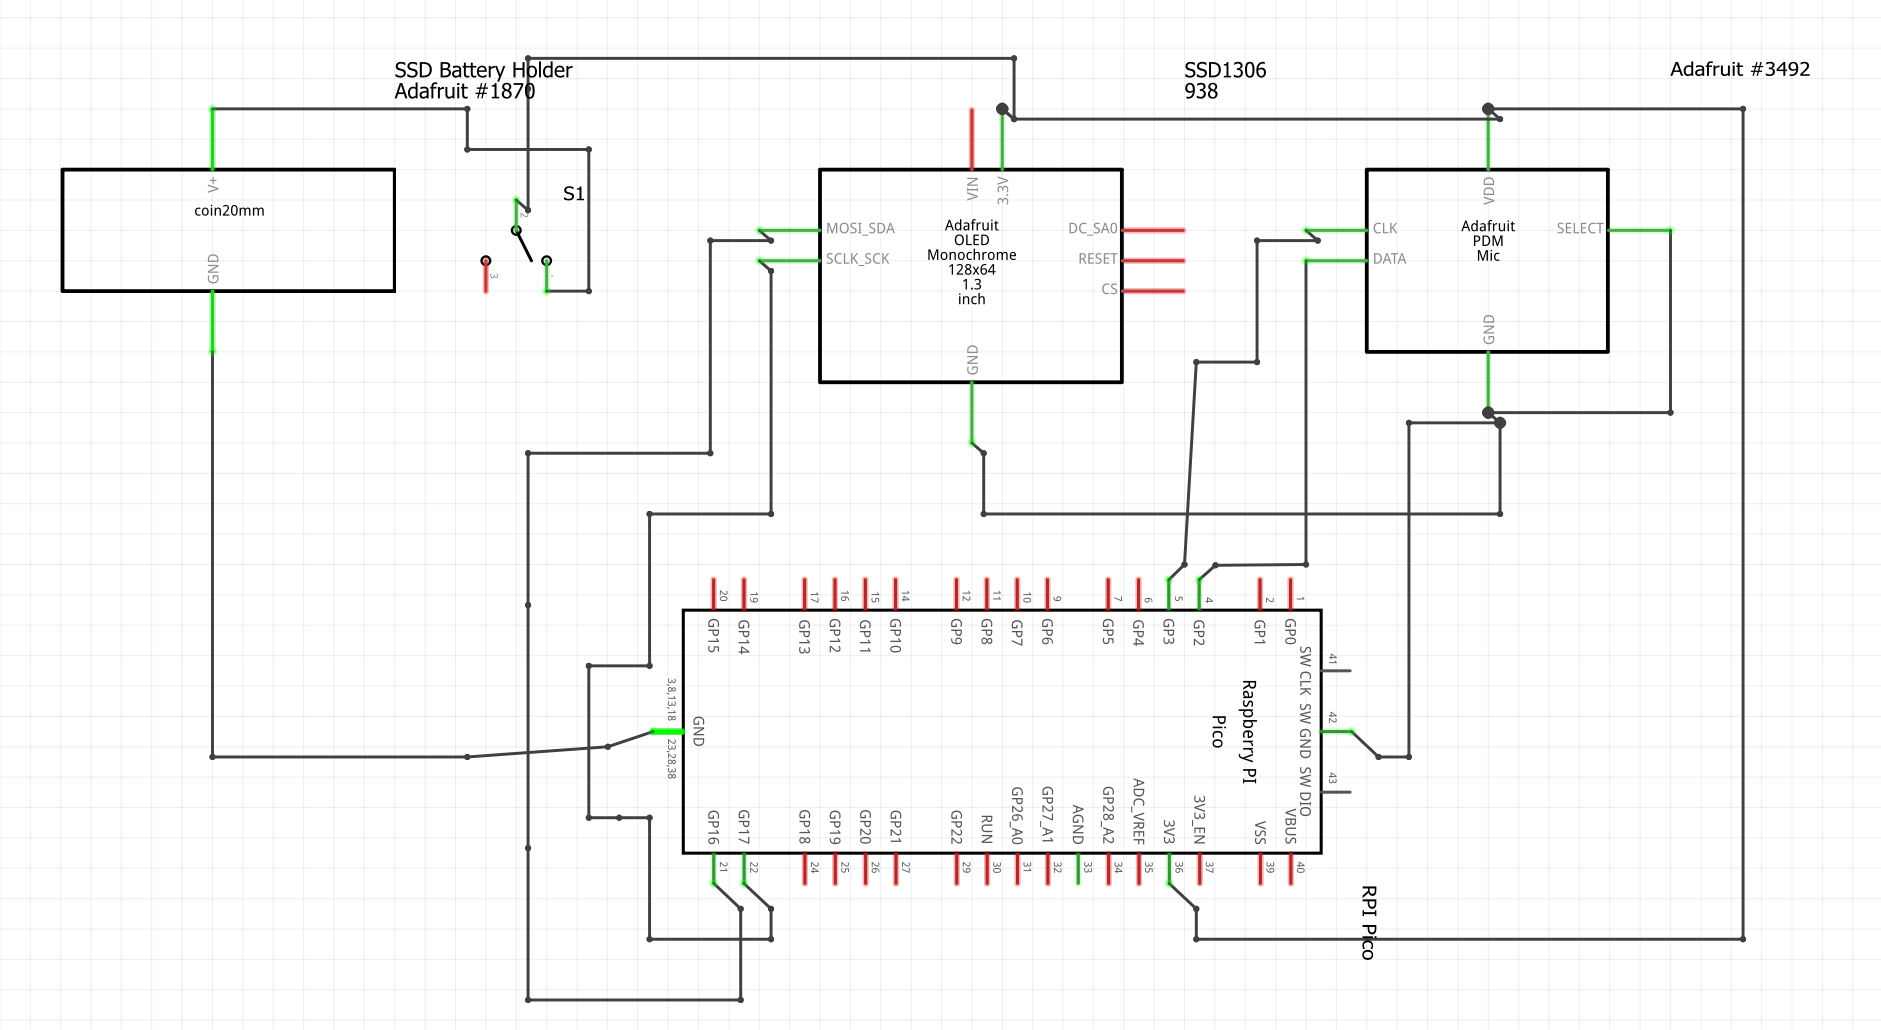 SSD Battery Holder
Adafruit #1870
SSD1306
938
Adafruit #3492
V+
coin20mm
GND
S1
2
3
1
VIN
3.3V
MOSI_SDA
SCLK_SCK
Adafruit
OLED
Monochrome
128x64
1.3
inch
DC_SA0
RESET
CS
GND
VDD
CLK
DATA
Adafruit
PDM
Mic
SELECT
GND
20
19
17
16
15
14
12
11
10
9
7
6
5
4
2
1
GP15
GP14
GP13
GP12
GP11
GP10
GP9
GP8
GP7
GP6
GP5
GP4
GP3
GP2
GP1
GP0
3,8,13,18
23,28,38
GND
Raspberry PI
Pico
SW CLK
SW GND
SW DIO
41
42
43
GP16
GP17
GP18
GP19
GP20
GP21
GP22
RUN
GP26_A0
GP27_A1
AGND
GP28_A2
ADC_VREF
3V3
3V3_EN
VSS
VBUS
21
22
24
25
26
27
29
30
31
32
33
34
35
36
37
39
40
RPI Pico